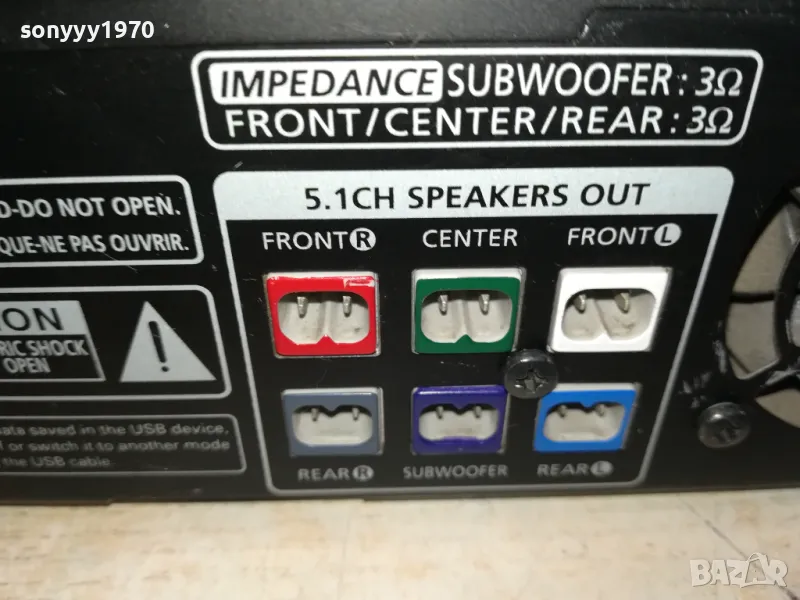 sonyyy1970
IMPEDANCE SUBWOOFER : 3Ω
FRONT/CENTER/REAR : 3Ω
D-DO NOT OPEN.
QUE-NE PAS OUVRIR.
5.1CH SPEAKERS OUT
FRONT R CENTER FRONT L
ION
RIC SHOCK
OPEN
data saved in the USB device,
or switch it to another mode
the USB cable.
REAR R SUBWOOFER REAR L
BAZAR